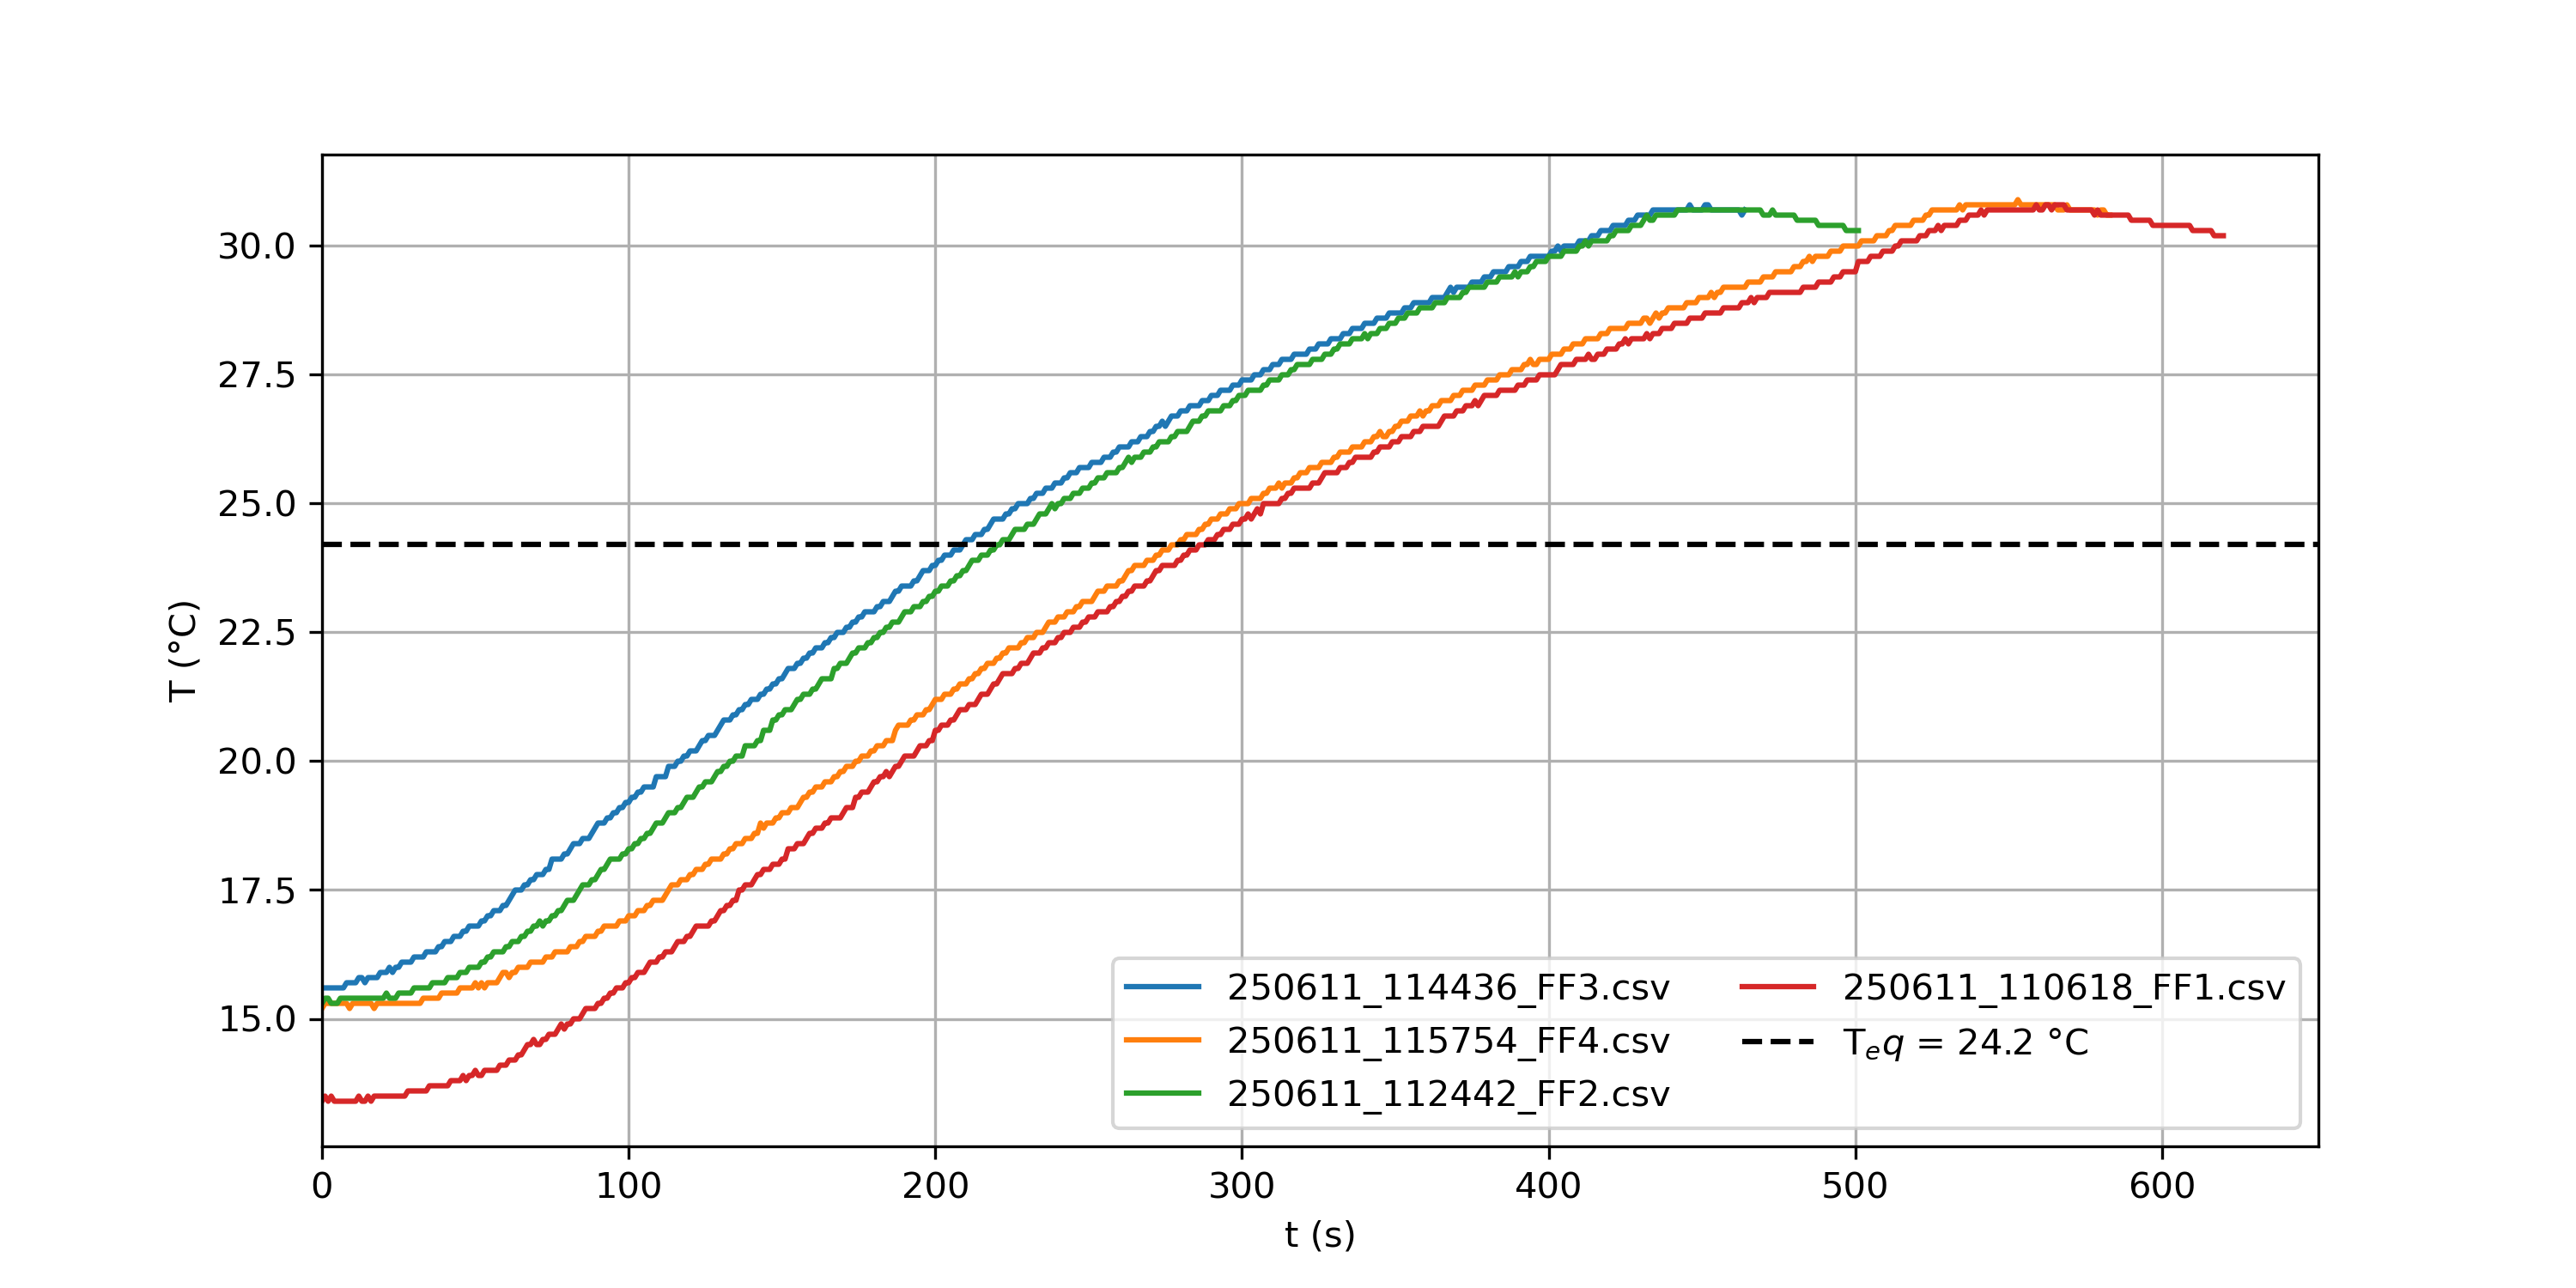 30.0
27.5
25.0
22.5
20.0
17.5
15.0
T (°C)
0 100 200 300 400 500 600
t (s)
250611_114436_FF3.csv
250611_115754_FF4.csv
250611_112442_FF2.csv
250611_110618_FF1.csv
Teq = 24.2 °C